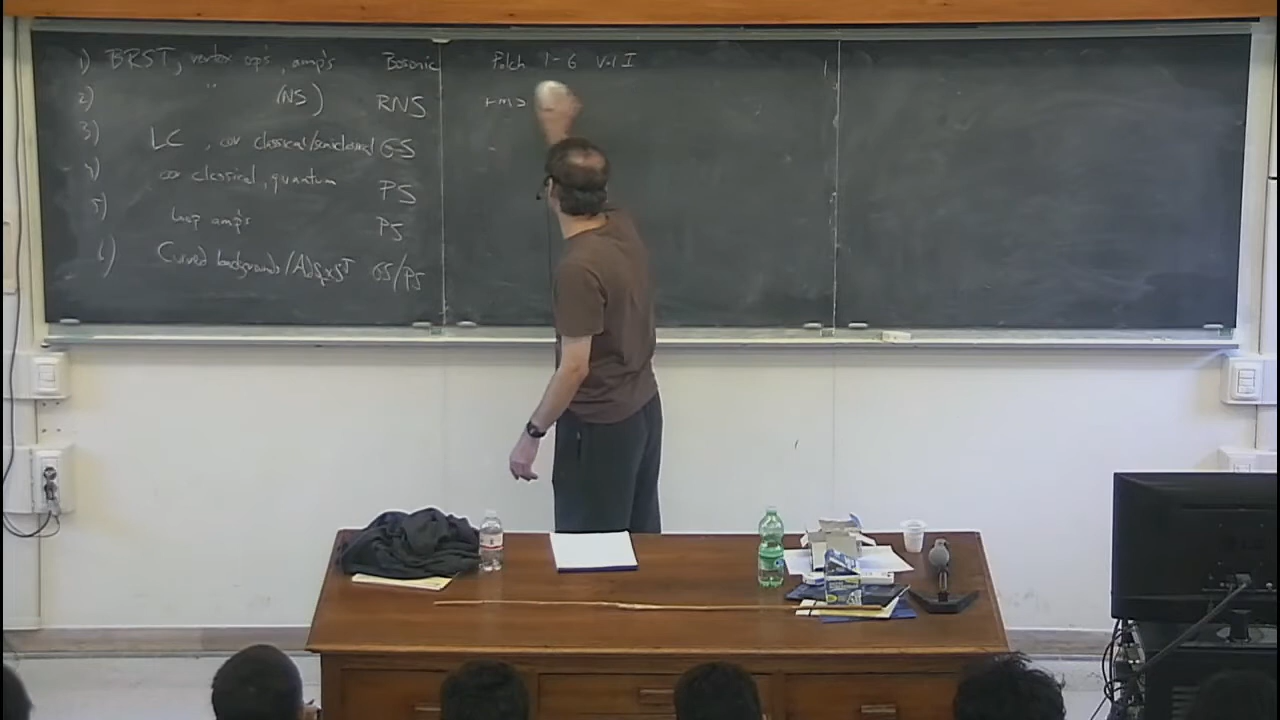 1) BRST, vertex op's, amp's Bosonic
2) " (NS) RNS
3) LC, cov classical/semiclassical GS
4) cov classical, quantum PS
5) Loop amp's PS
6) Curved backgrounds/AdS₅xS⁵ GS/PS
Polch 1-6 Vol I